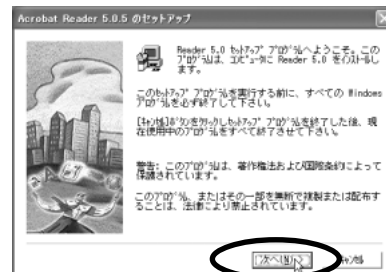 Acrobat Reader 5.0.5 のセットアップ
Reader 5.0 ｾｯﾄｱｯﾌﾟ ﾌﾟﾛｸﾞﾗﾑへようこそ。この
ﾌﾟﾛｸﾞﾗﾑは、ｺﾝﾋﾟｭｰﾀに Reader 5.0 をｲﾝｽﾄｰﾙし
ます。
このｾｯﾄｱｯﾌﾟ ﾌﾟﾛｸﾞﾗﾑを実行する前に、すべての Windows
ﾌﾟﾛｸﾞﾗﾑを必ず終了して下さい。
[ｷｬﾝｾﾙ]ﾎﾞﾀﾝをｸﾘｯｸしｾｯﾄｱｯﾌﾟ ﾌﾟﾛｸﾞﾗﾑを終了した後、現
在使用中のﾌﾟﾛｸﾞﾗﾑをすべて終了させて下さい。
警告: このﾌﾟﾛｸﾞﾗﾑは、著作権法および国際条約によって
保護されています。
このﾌﾟﾛｸﾞﾗﾑ、またはその一部を無断で複製または配布す
ることは、法律により禁止されています。
次へ(N)>
ｷｬﾝｾﾙ